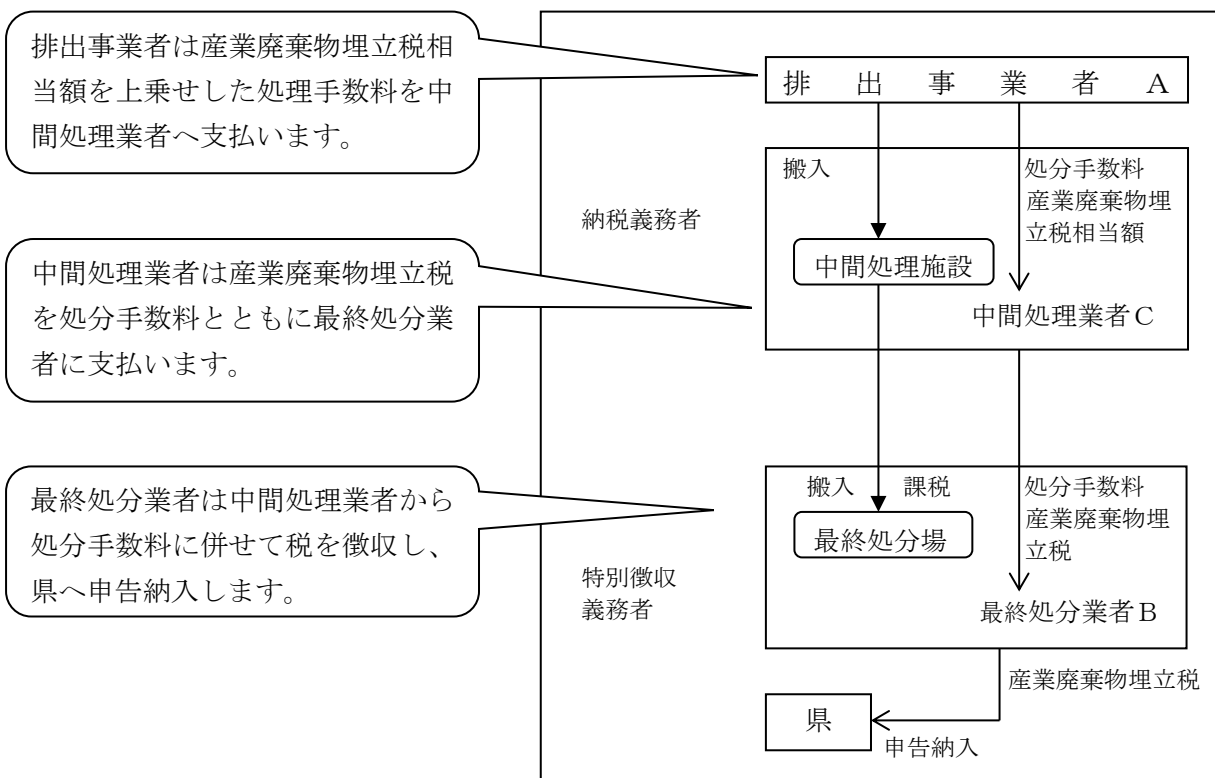 排出事業者は産業廃棄物埋立税相
当額を上乗せした処理手数料を中
間処理業者へ支払います。
排出事業者A
搬入
処分手数料
産業廃棄物埋
立税相当額
納税義務者
中間処理施設
中間処理業者C
中間処理業者は産業廃棄物埋立税
を処分手数料とともに最終処分業
者に支払います。
搬入 課税
処分手数料
産業廃棄物埋
立税
最終処分場
最終処分業者は中間処理業者から
処分手数料に併せて税を徴収し、
県へ申告納入します。
特別徴収
義務者
最終処分業者B
産業廃棄物埋立税
県
申告納入